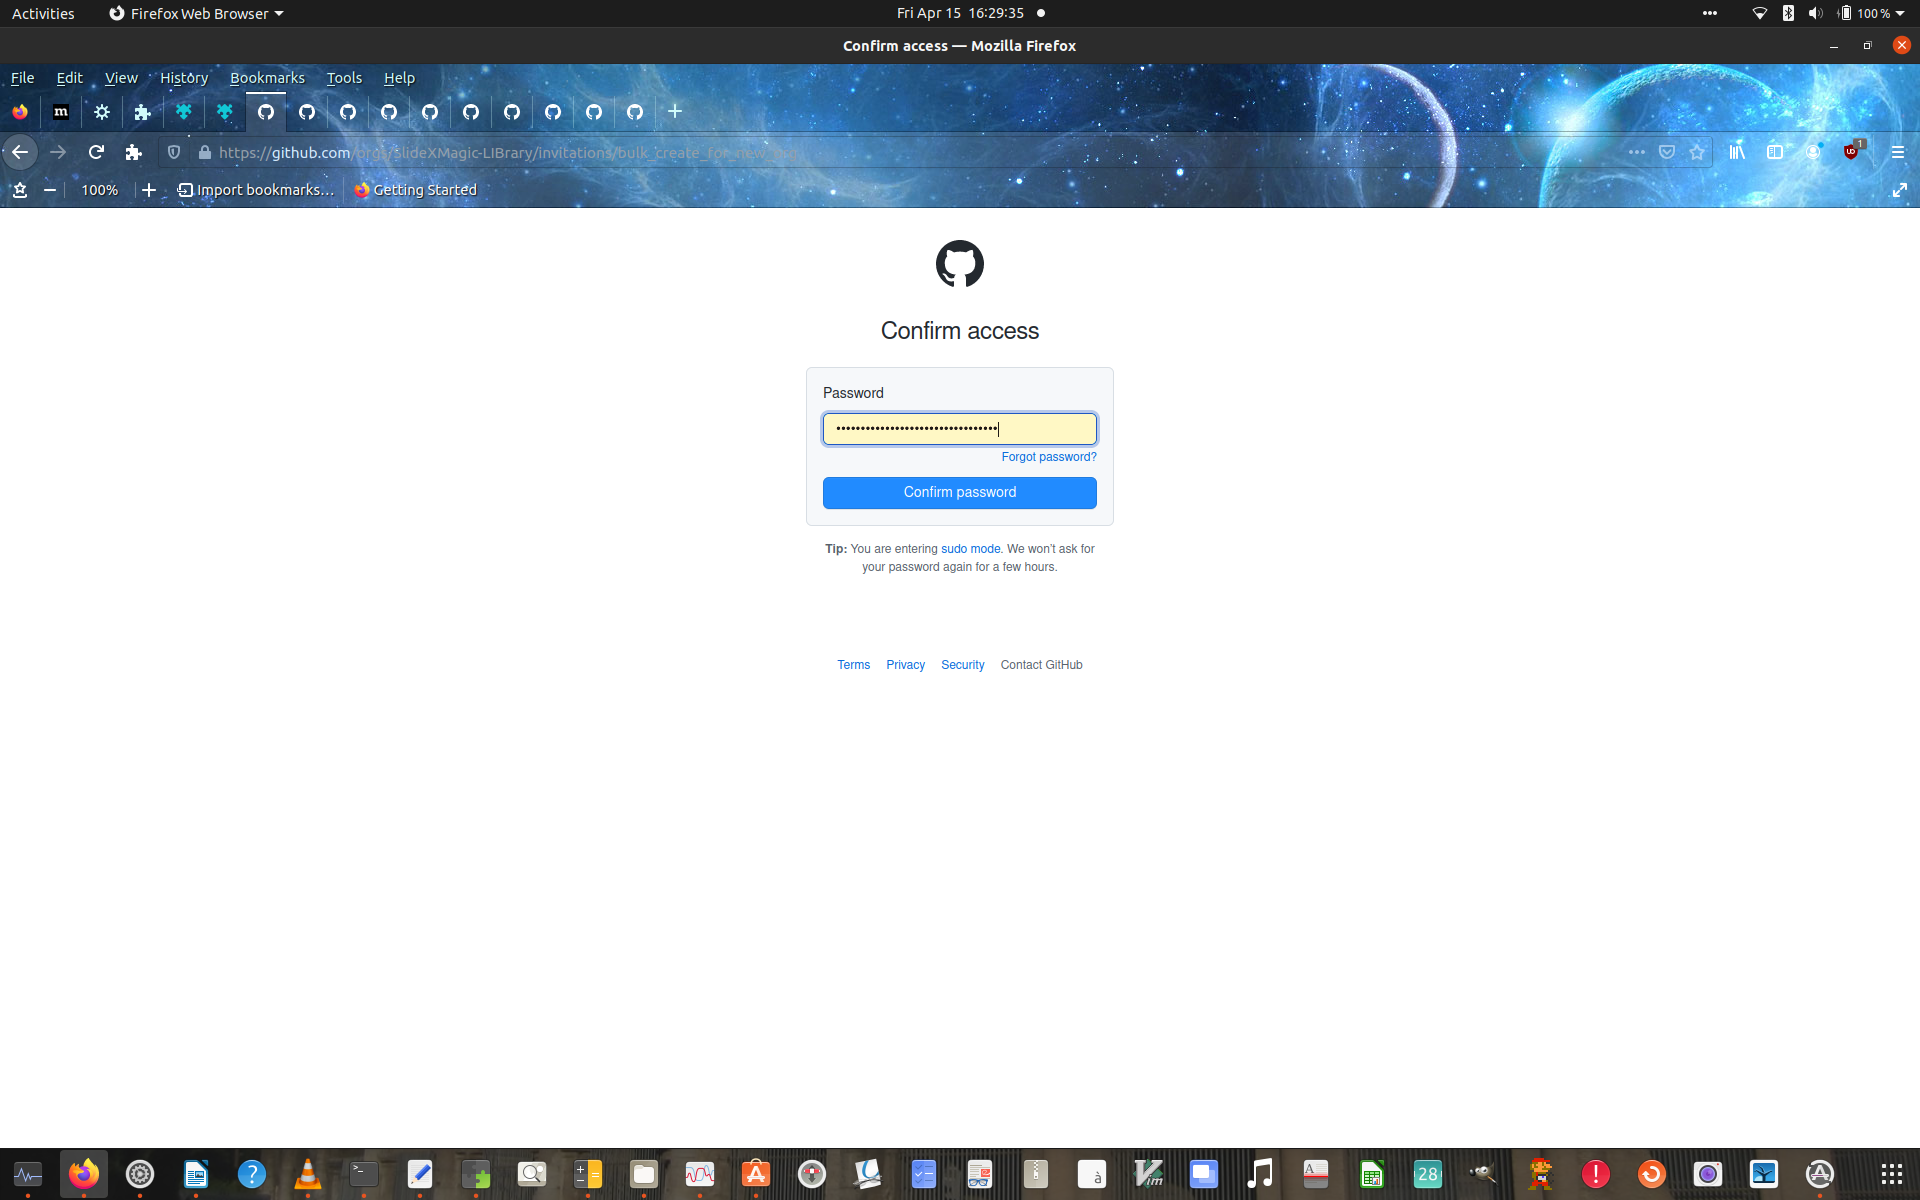 Activities
Firefox Web Browser
Fri Apr 15 16:29:35
100 %
Confirm access — Mozilla Firefox
File Edit View History Bookmarks Tools Help
m
https://github.com/orgs/slideXMagic-LIBrary/invitations/bulk_create_for_new_org
1
100%
Import bookmarks...
Getting Started
Confirm access
Password
Forgot password?
Confirm password
Tip: You are entering sudo mode. We won't ask for
your password again for a few hours.
Terms Privacy Security Contact GitHub
28